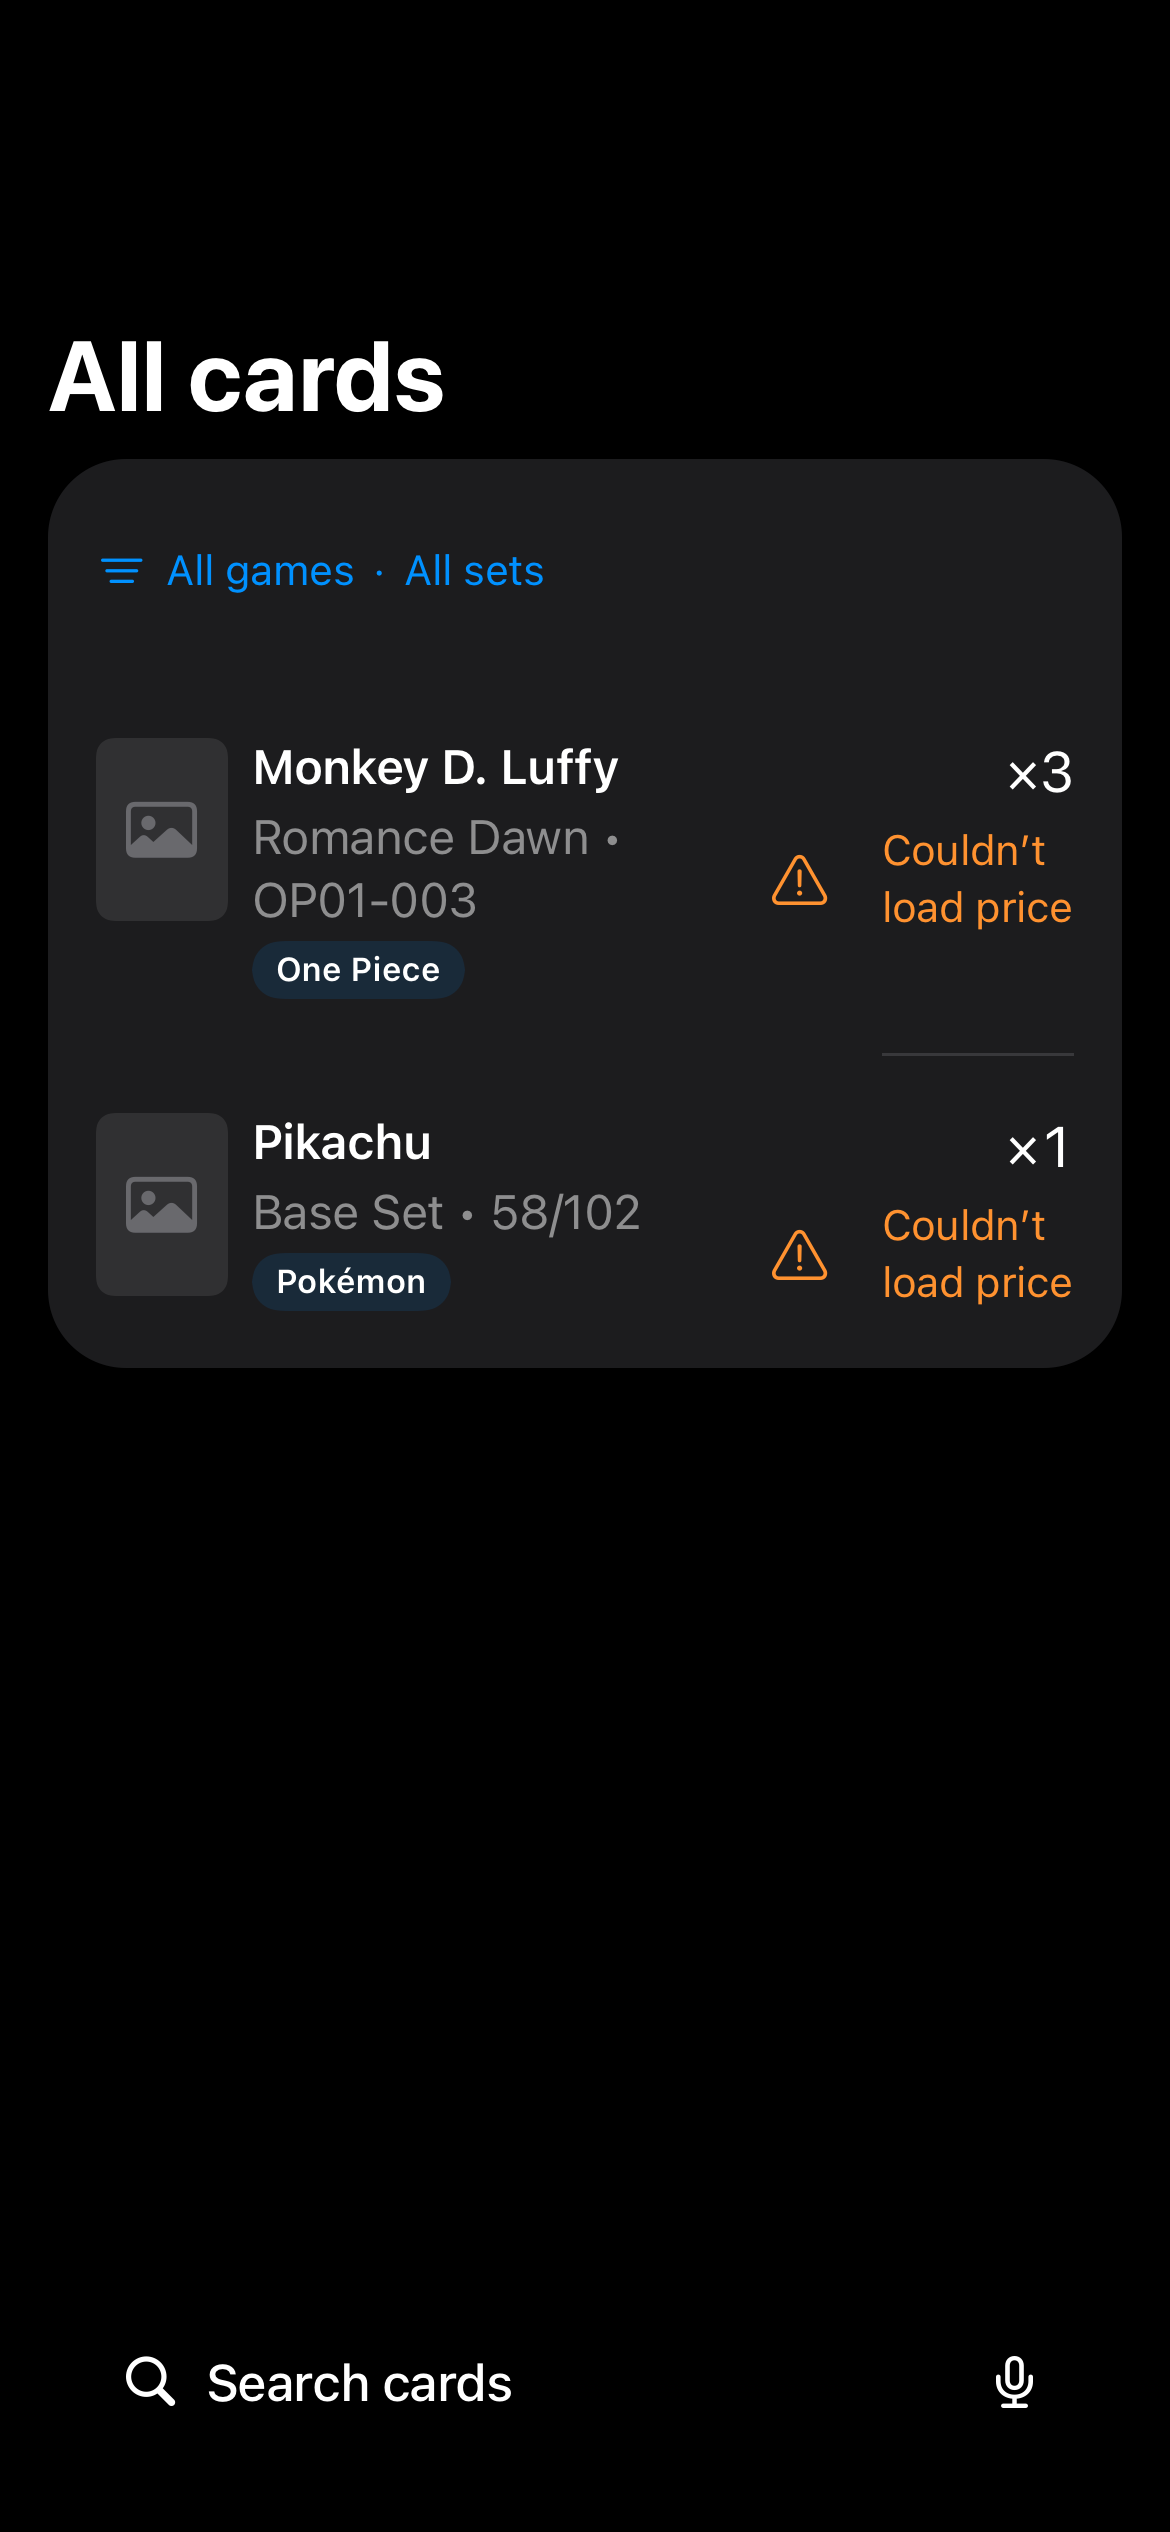 All cards
All games · All sets
Monkey D. Luffy
Romance Dawn •
OP01-003
One Piece
×3
Couldn’t
load price
Pikachu
Base Set • 58/102
Pokémon
×1
Couldn’t
load price
Search cards